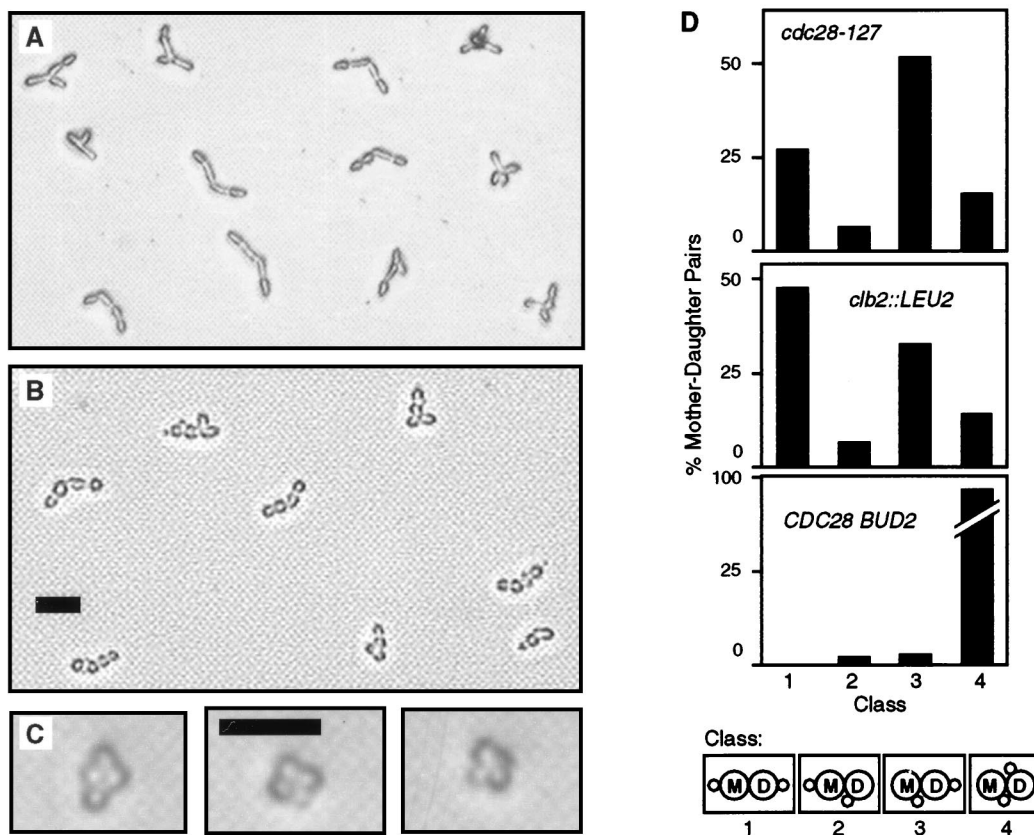 A
B
C
D
cdc28-127
50
25
0
clb2::LEU2
50
25
0
CDC28 BUD2
100
25
0
% Mother-Daughter Pairs
1 2 3 4
Class
Class:
M D M D M D M D
1 2 3 4